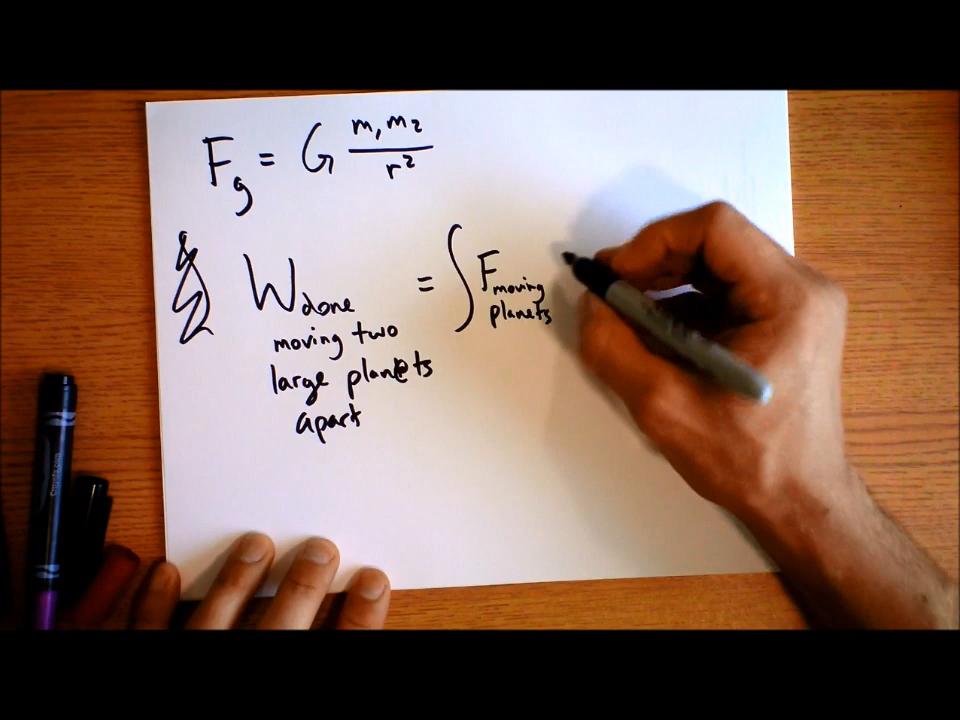 Fg = G m1 m2 / r²
W done = ∫ F moving
planets
moving two
large planets
apart